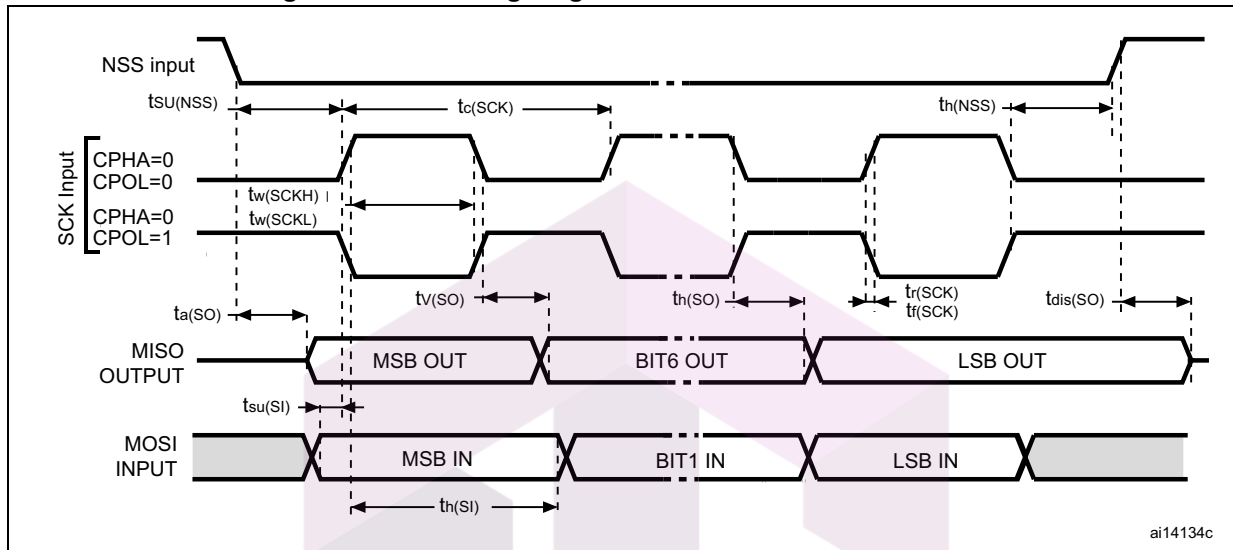 NSS input
tSU(NSS)
tc(SCK)
th(NSS)
SCK Input
CPHA=0
CPOL=0
tw(SCKH)
tw(SCKL)
CPHA=0
CPOL=1
tV(SO)
th(SO)
tr(SCK)
tf(SCK)
ta(SO)
tdis(SO)
MISO
OUTPUT
MSB OUT
BIT6 OUT
LSB OUT
tsu(SI)
MOSI
INPUT
MSB IN
BIT1 IN
LSB IN
th(SI)
ai14134c